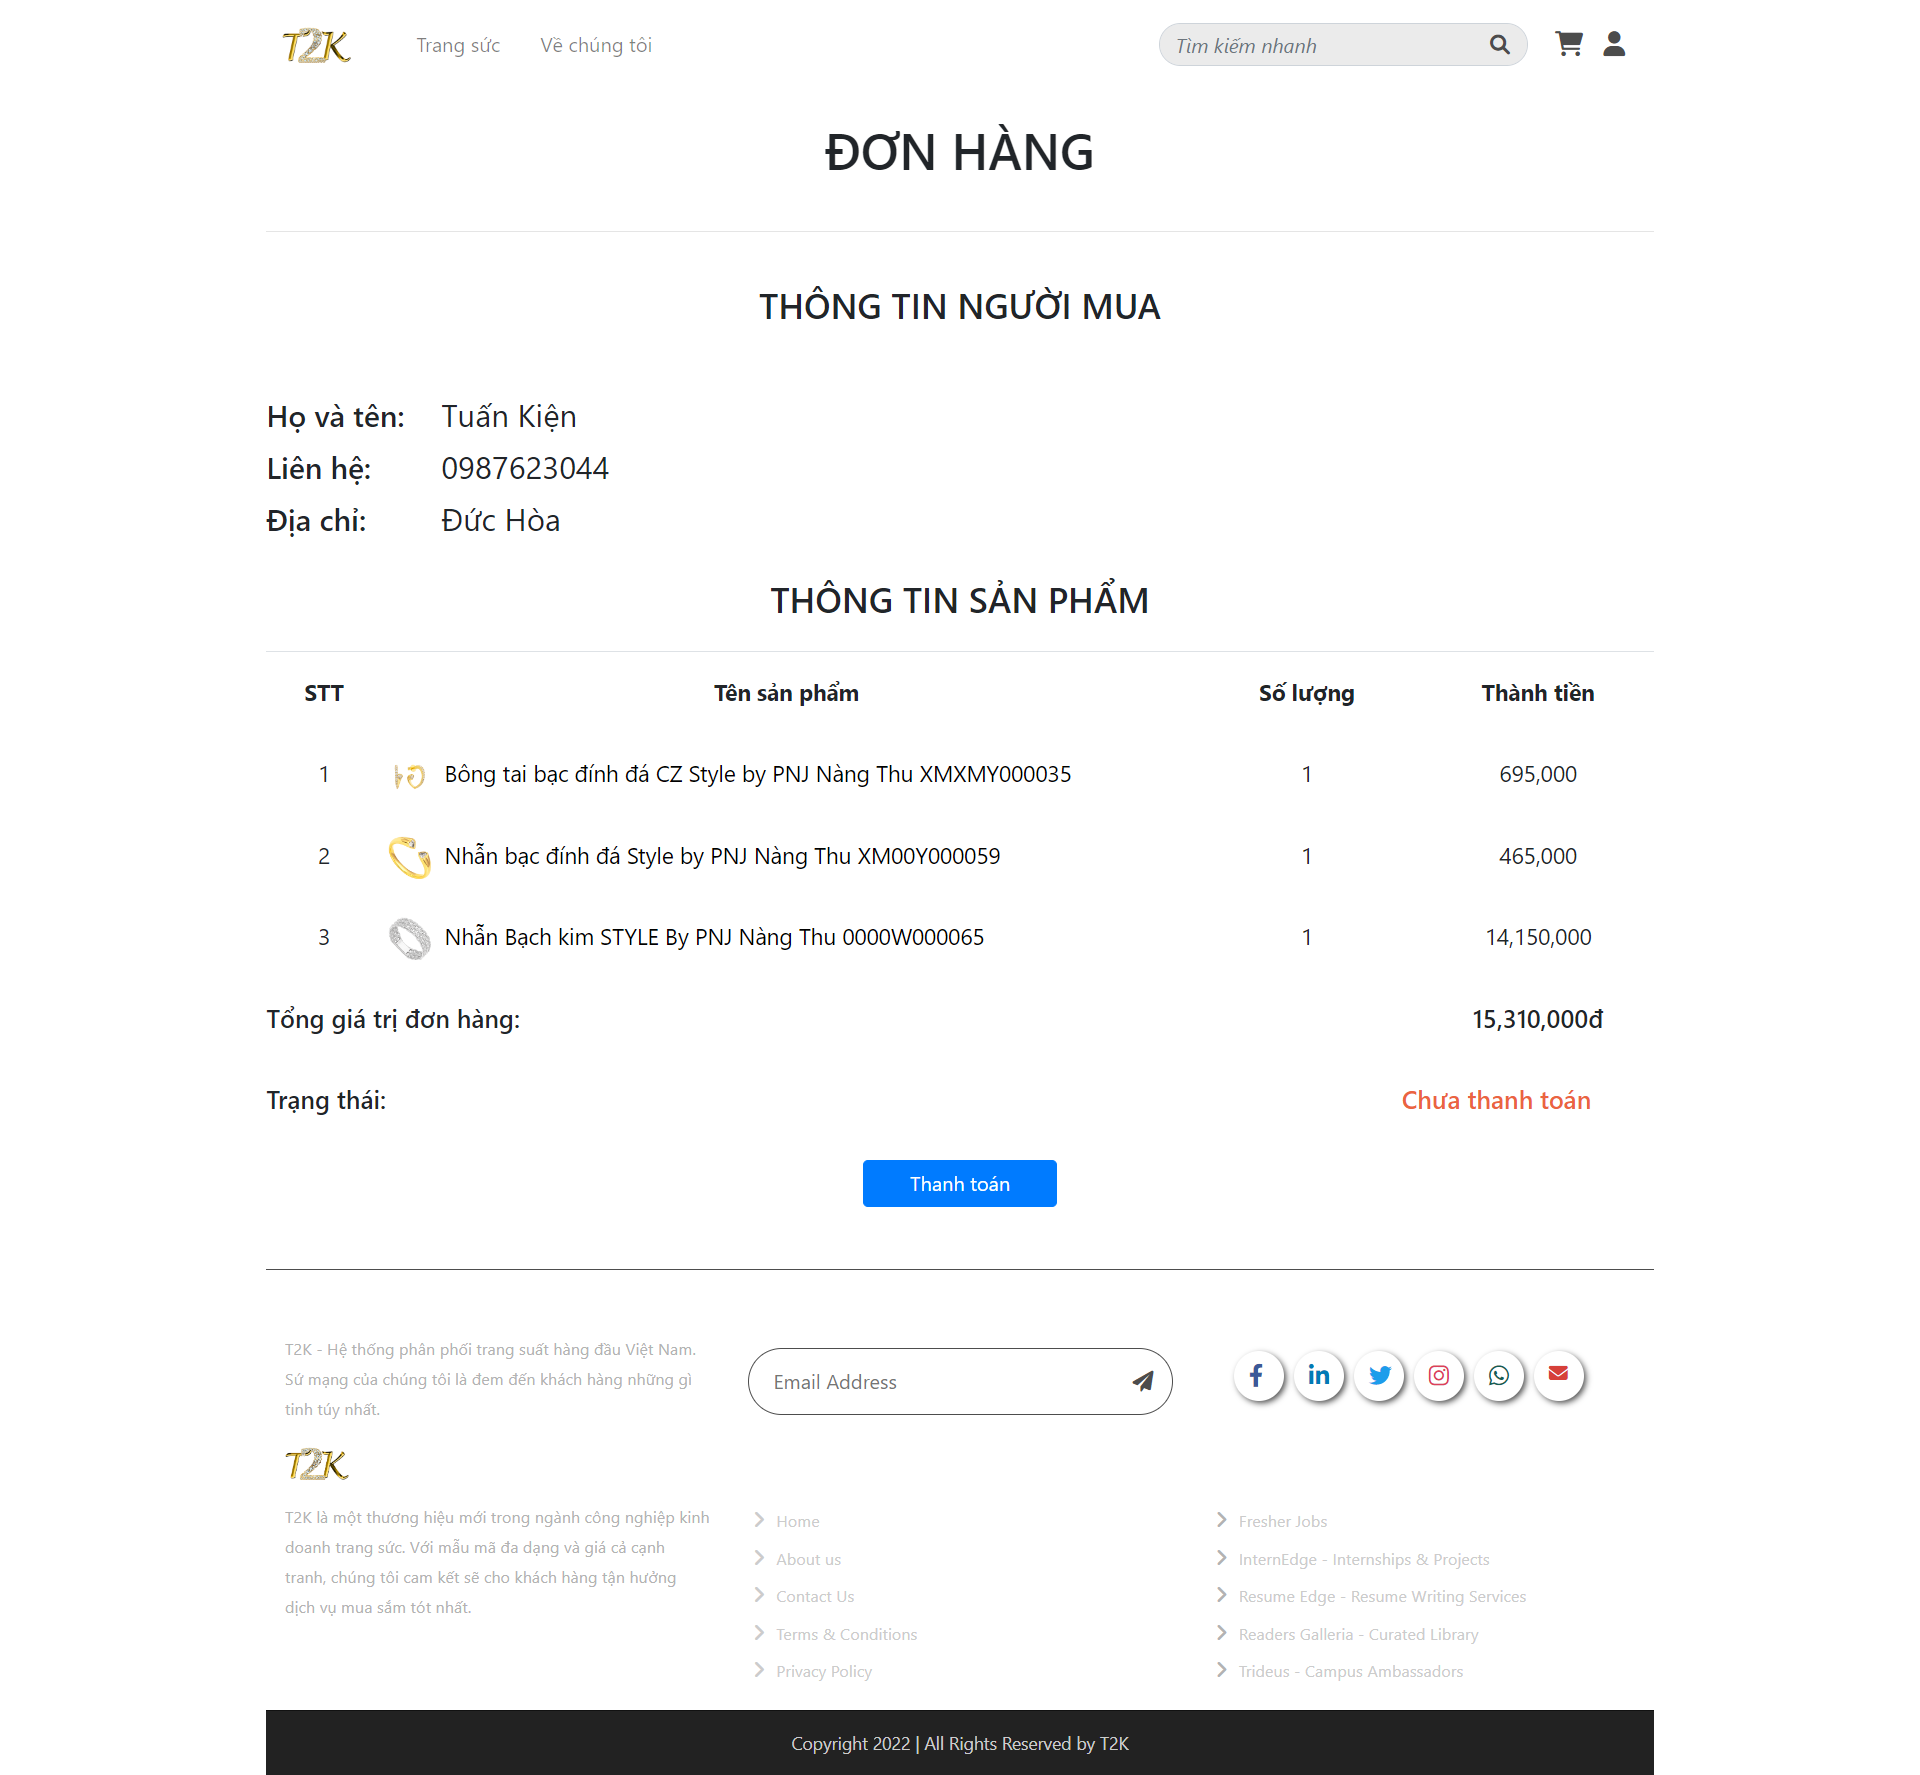 T2K
Trang sức
Về chúng tôi
Tìm kiếm nhanh
ĐƠN HÀNG
THÔNG TIN NGƯỜI MUA
Họ và tên: Tuấn Kiện
Liên hệ: 0987623044
Địa chỉ: Đức Hòa
THÔNG TIN SẢN PHẨM
STT Tên sản phẩm Số lượng Thành tiền
1 Bông tai bạc đính đá CZ Style by PNJ Nàng Thu XMXMY000035 1 695,000
2 Nhẫn bạc đính đá Style by PNJ Nàng Thu XM00Y000059 1 465,000
3 Nhẫn Bạch kim STYLE By PNJ Nàng Thu 0000W000065 1 14,150,000
Tổng giá trị đơn hàng: 15,310,000đ
Trạng thái: Chưa thanh toán
Thanh toán
T2K - Hệ thống phân phối trang suất hàng đầu Việt Nam.
Sứ mạng của chúng tôi là đem đến khách hàng những gì
tinh túy nhất.
Email Address
T2K
T2K là một thương hiệu mới trong ngành công nghiệp kinh
doanh trang sức. Với mẫu mã đa dạng và giá cả cạnh
tranh, chúng tôi cam kết sẽ cho khách hàng tận hưởng
dịch vụ mua sắm tót nhất.
Home
About us
Contact Us
Terms & Conditions
Privacy Policy
Fresher Jobs
InternEdge - Internships & Projects
Resume Edge - Resume Writing Services
Readers Galleria - Curated Library
Trideus - Campus Ambassadors
Copyright 2022 | All Rights Reserved by T2K